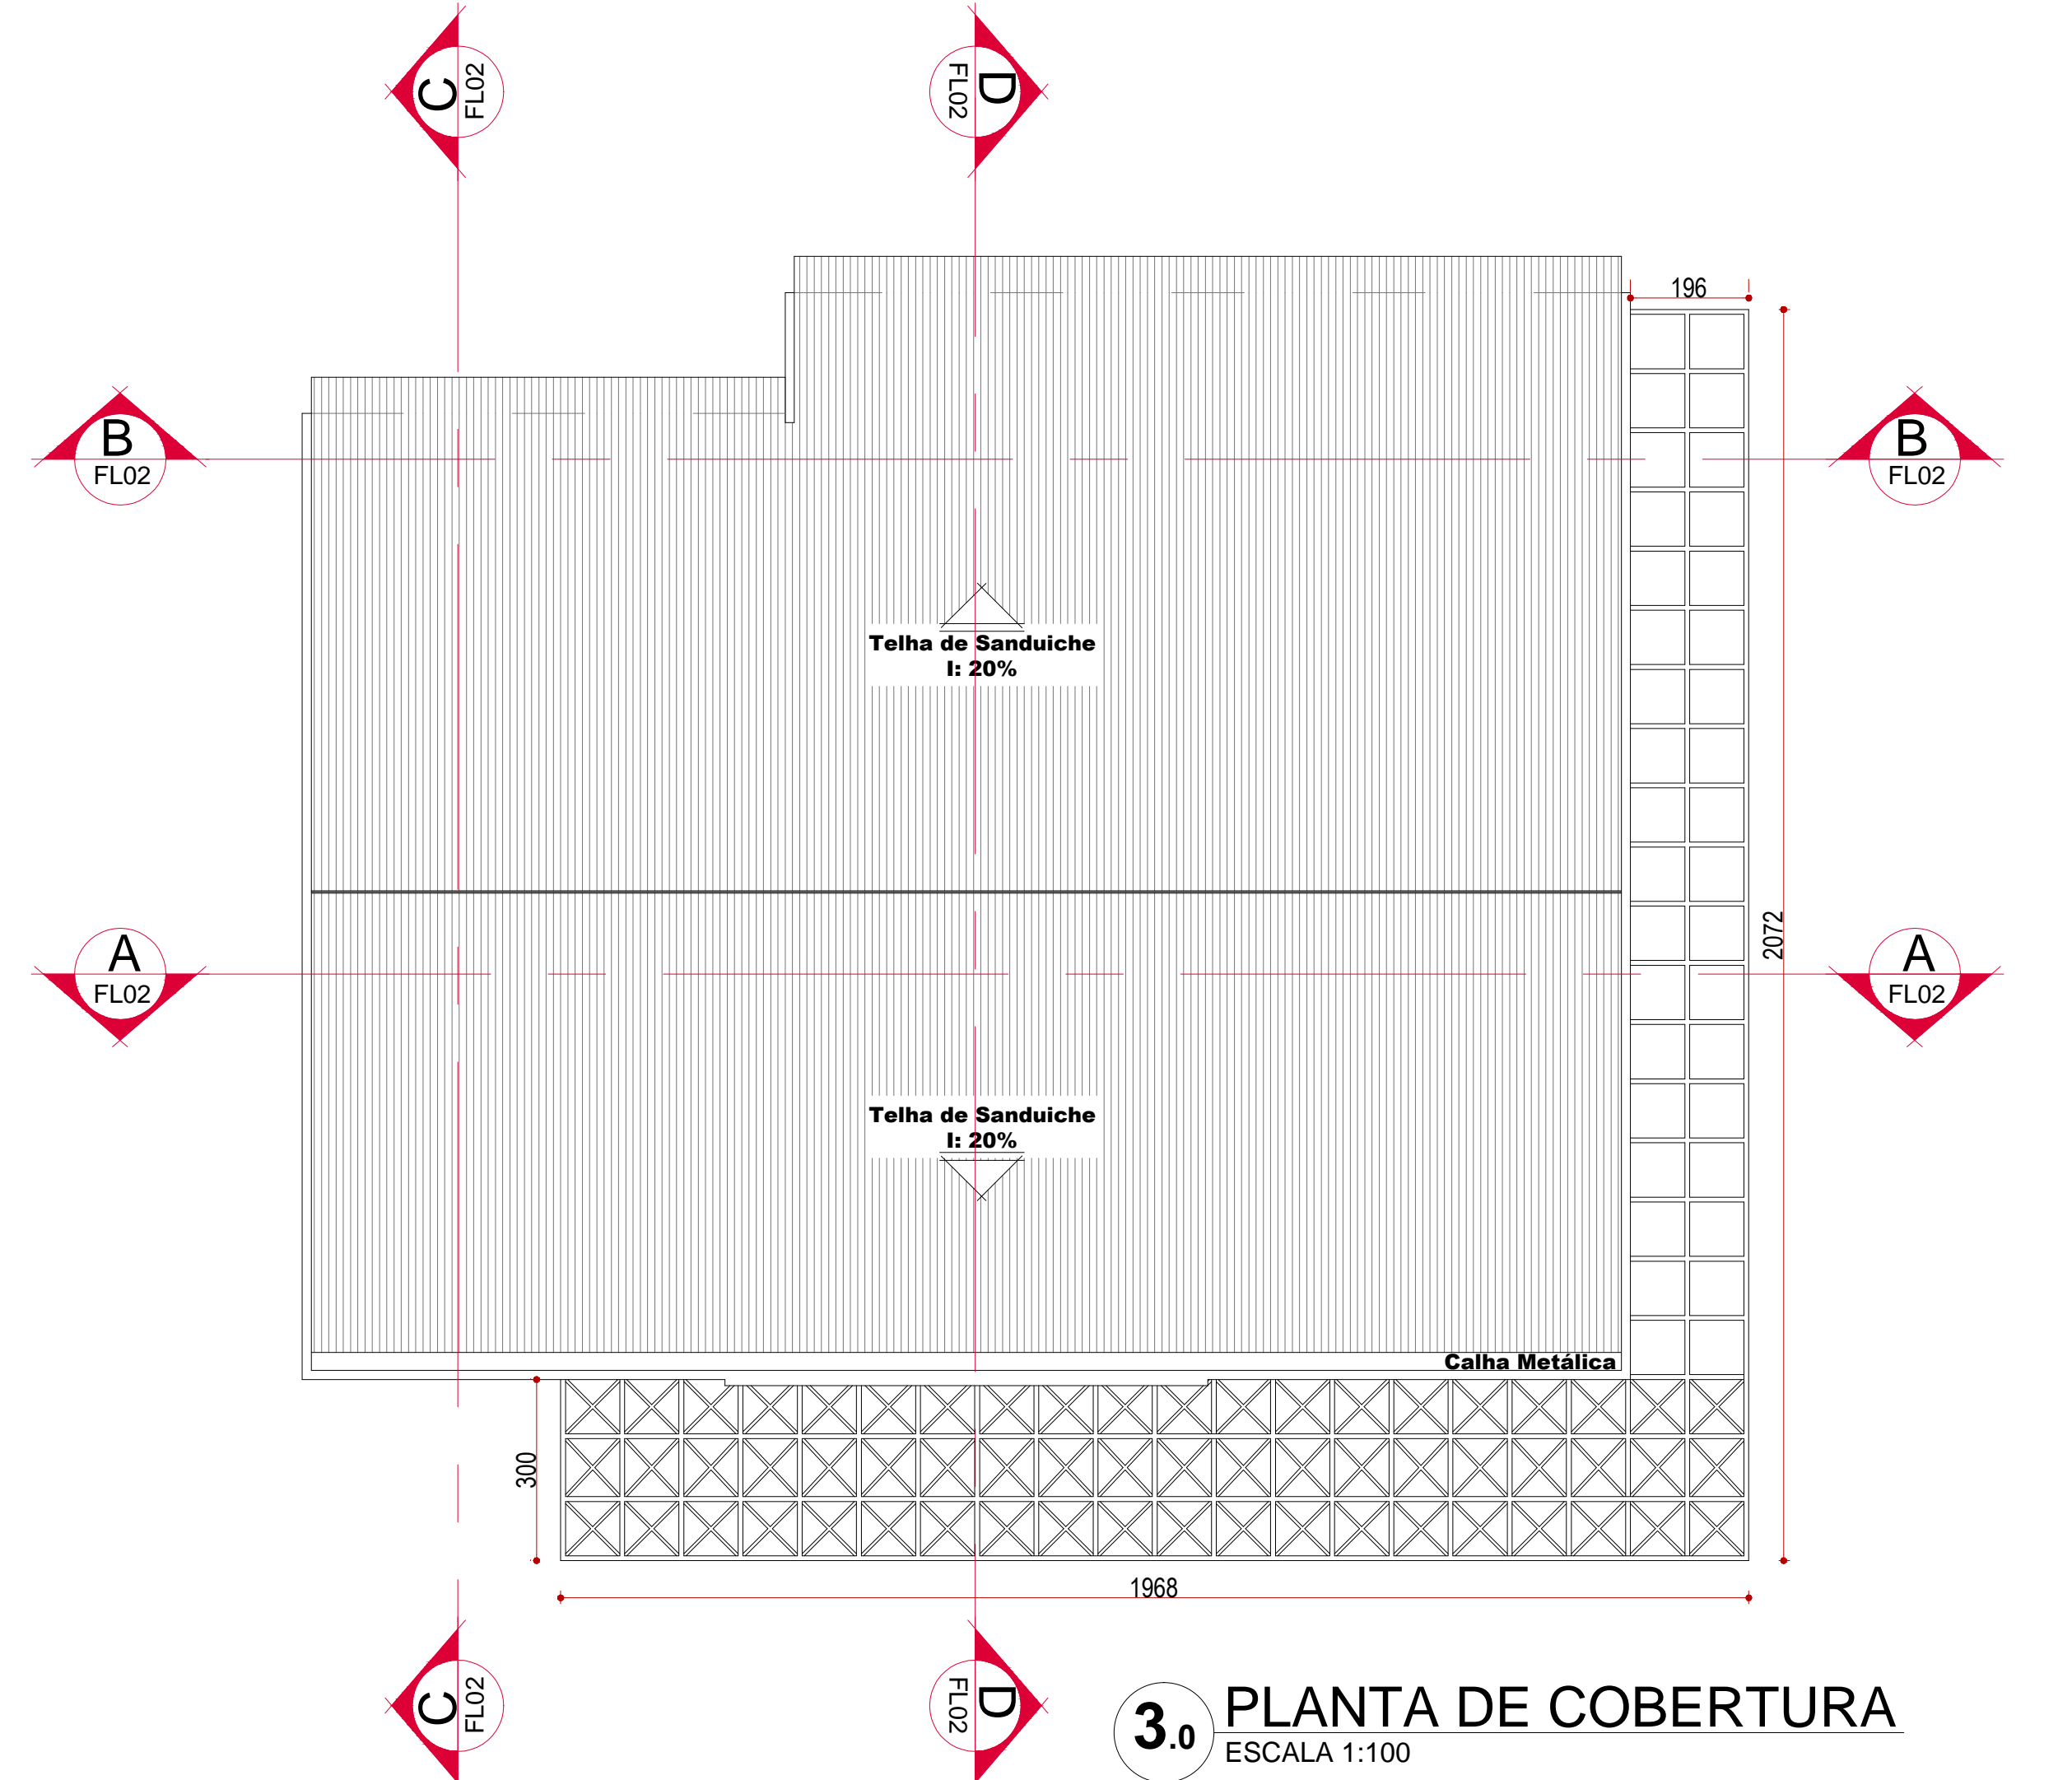 C
FL02
D
FL02
196
B
FL02
B
FL02
Telha de Sanduiche
I: 20%
2072
A
FL02
A
FL02
Telha de Sanduiche
I: 20%
Calha Metálica
300
1968
C
FL02
D
FL02
3.0
PLANTA DE COBERTURA
ESCALA 1:100